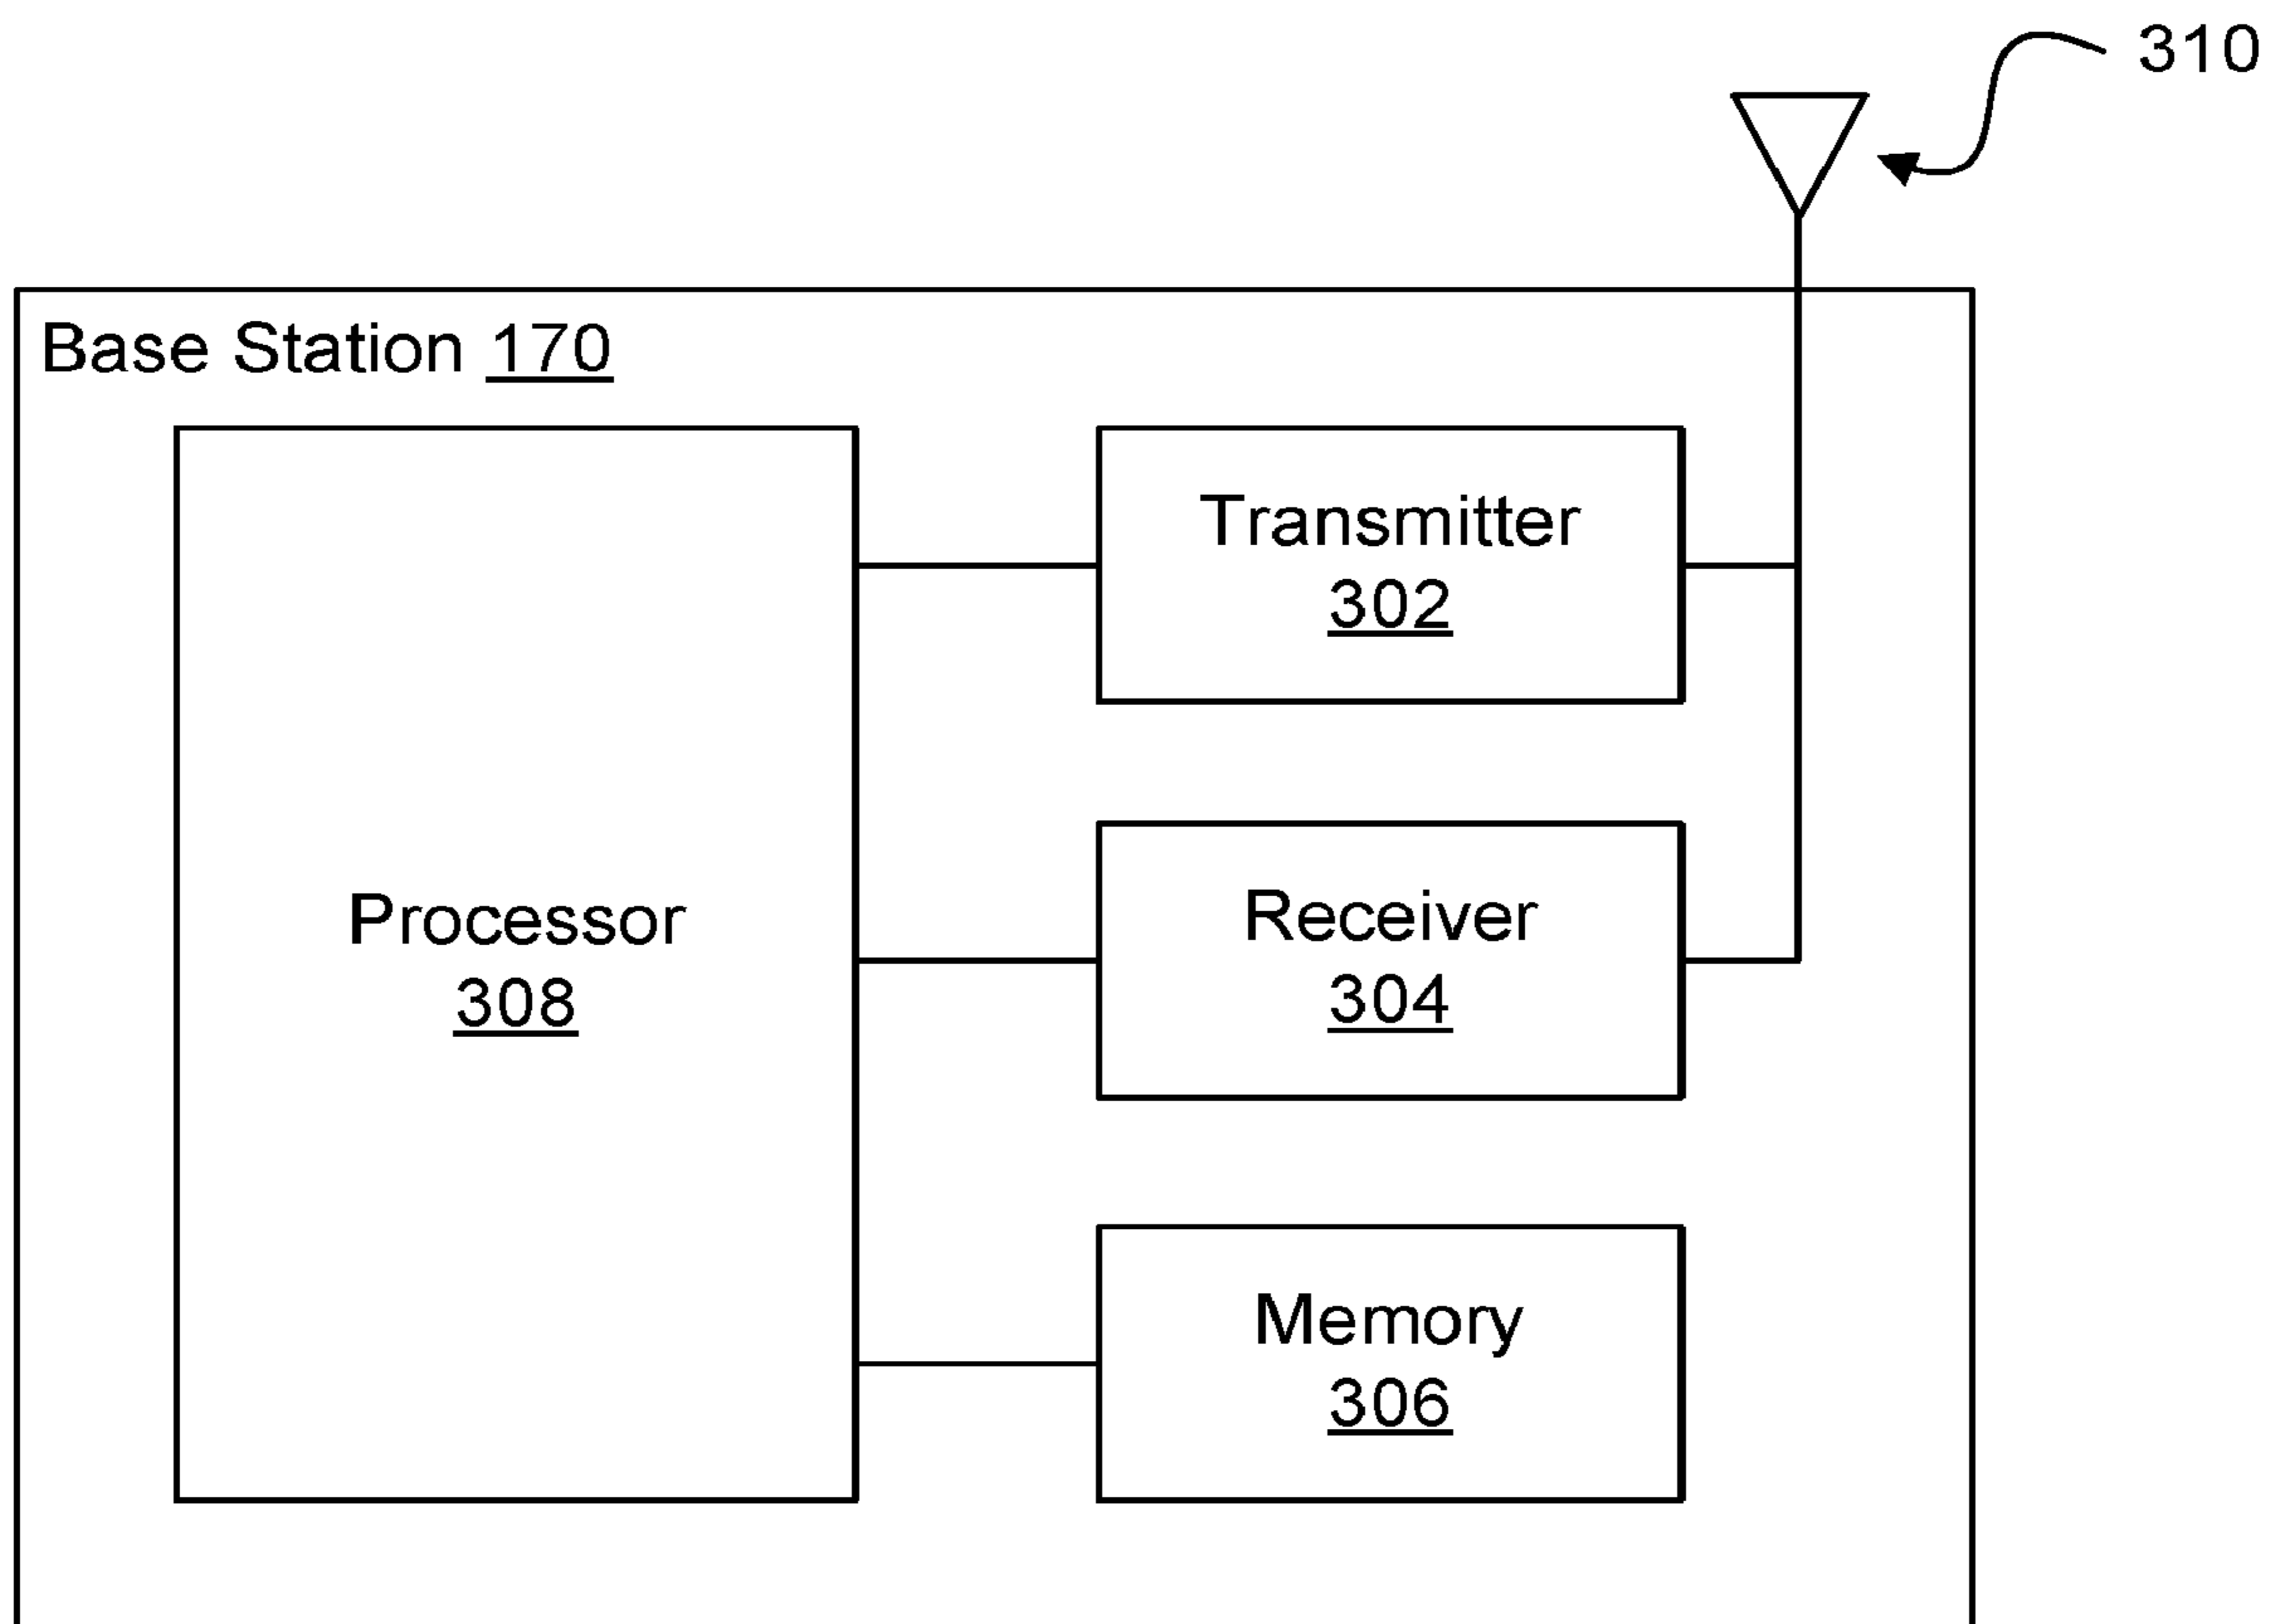 310
Base Station 170
Transmitter
302
Processor
308
Receiver
304
Memory
306